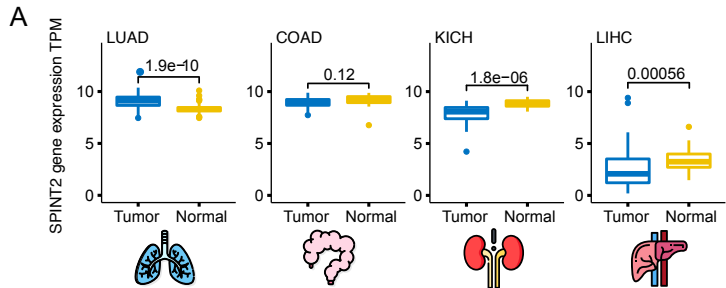 A
SPINT2 gene expression TPM
LUAD
1.9e−10
10
5
0
Tumor Normal
COAD
0.12
10
5
0
Tumor Normal
KICH
1.8e−06
10
5
0
Tumor Normal
LIHC
0.00056
10
5
0
Tumor Normal